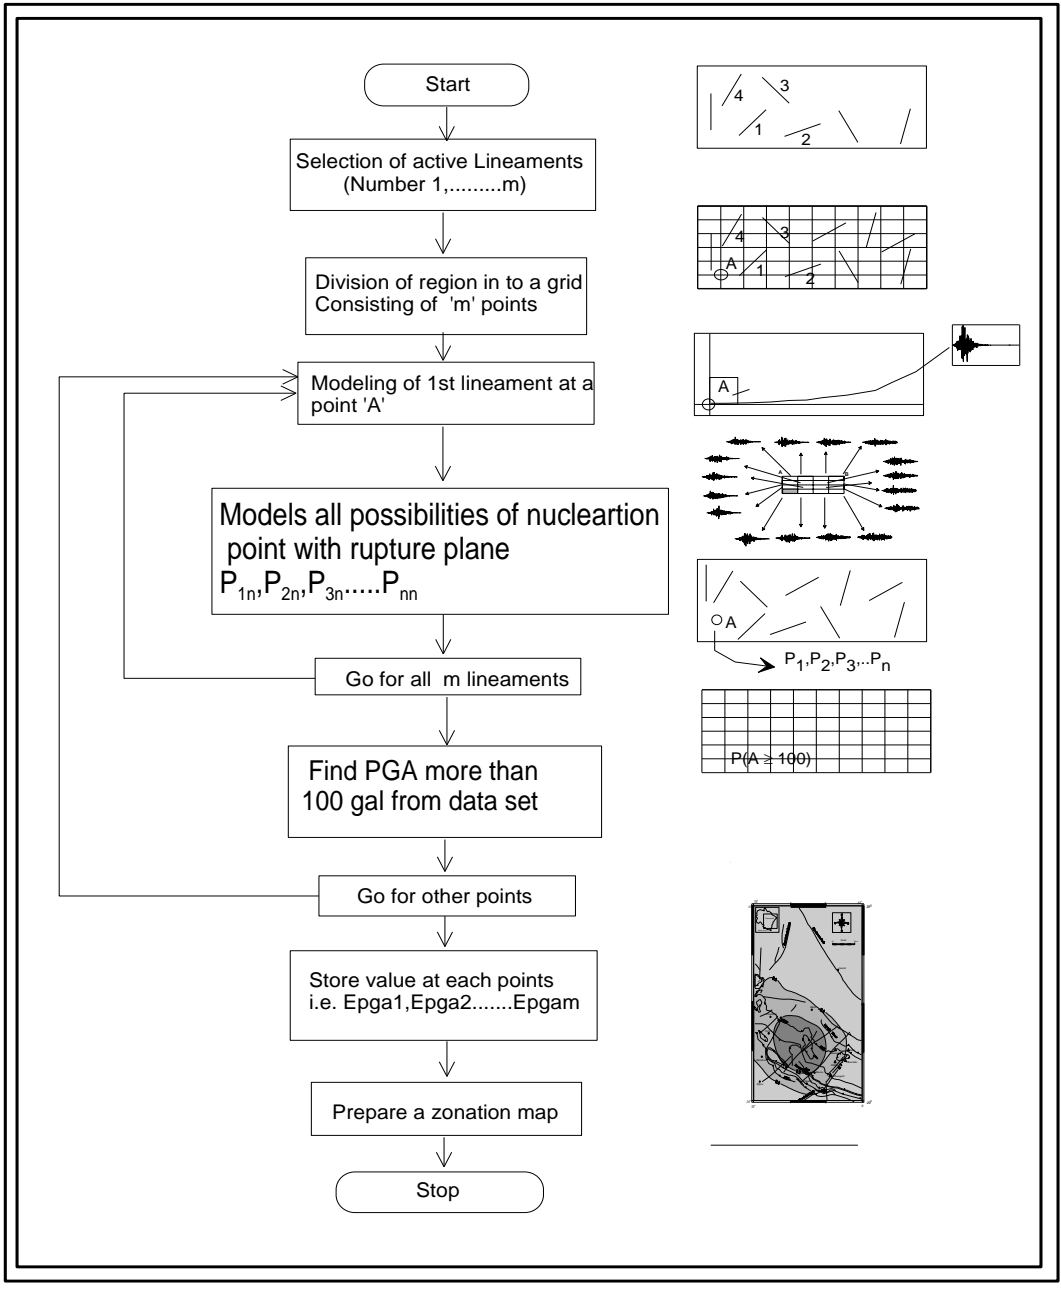 Start
Selection of active Lineaments
(Number 1,.........m)
Division of region in to a grid
Consisting of 'm' points
Modeling of 1st lineament at a
point 'A'
Models all possibilities of nucleartion
point with rupture plane
P1n,P2n,P3n.....Pnn
Go for all m lineaments
Find PGA more than
100 gal from data set
Go for other points
Store value at each points
i.e. Epga1,Epga2.......Epgam
Prepare a zonation map
Stop
4
3
1
2
4
3
A
1
2
A
A
B
A
P1,P2,P3,..Pn
P(A ≥ 100)